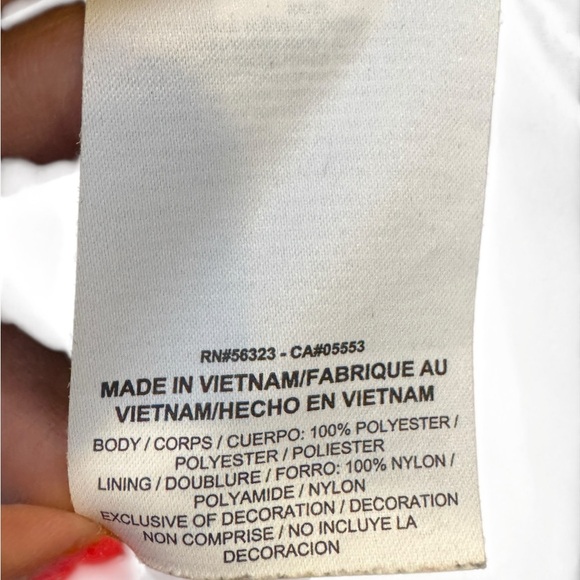 RN#56323 - CA#05553
MADE IN VIETNAM/FABRIQUE AU
VIETNAM/HECHO EN VIETNAM
BODY / CORPS / CUERPO: 100% POLYESTER /
POLYESTER / POLIESTER
LINING / DOUBLURE / FORRO: 100% NYLON /
POLYAMIDE / NYLON
EXCLUSIVE OF DECORATION / DECORATION
NON COMPRISE / NO INCLUYE LA
DECORACION